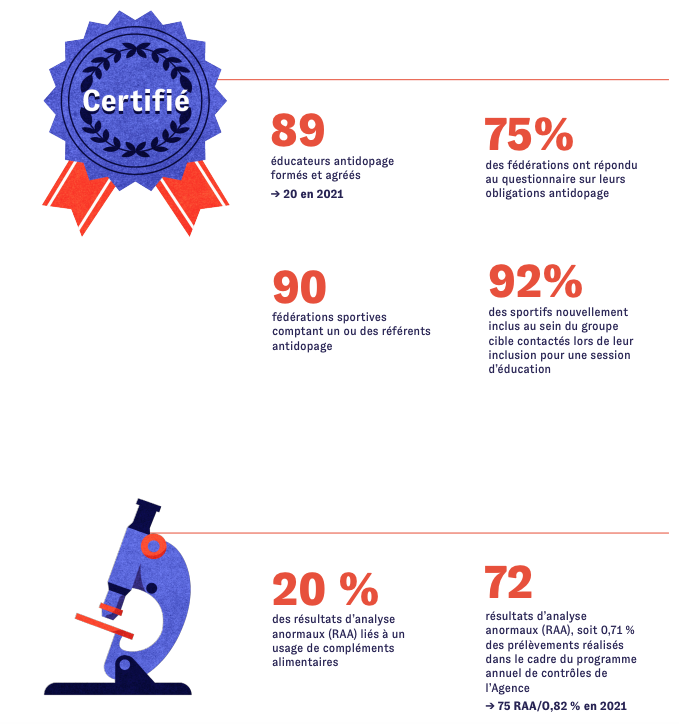 Certifié
89
éducateurs antidopage
formés et agréés
→ 20 en 2021
75%
des fédérations ont répondu
au questionnaire sur leurs
obligations antidopage
90
fédérations sportives
comptant un ou des référents
antidopage
92%
des sportifs nouvellement
inclus au sein du groupe
cible contactés lors de leur
inclusion pour une session
d'éducation
20 %
des résultats d'analyse
anormaux (RAA) liés à un
usage de compléments
alimentaires
72
résultats d'analyse
anormaux (RAA), soit 0,71 %
des prélèvements réalisés
dans le cadre du programme
annuel de contrôles de
l'Agence
→ 75 RAA/0,82 % en 2021